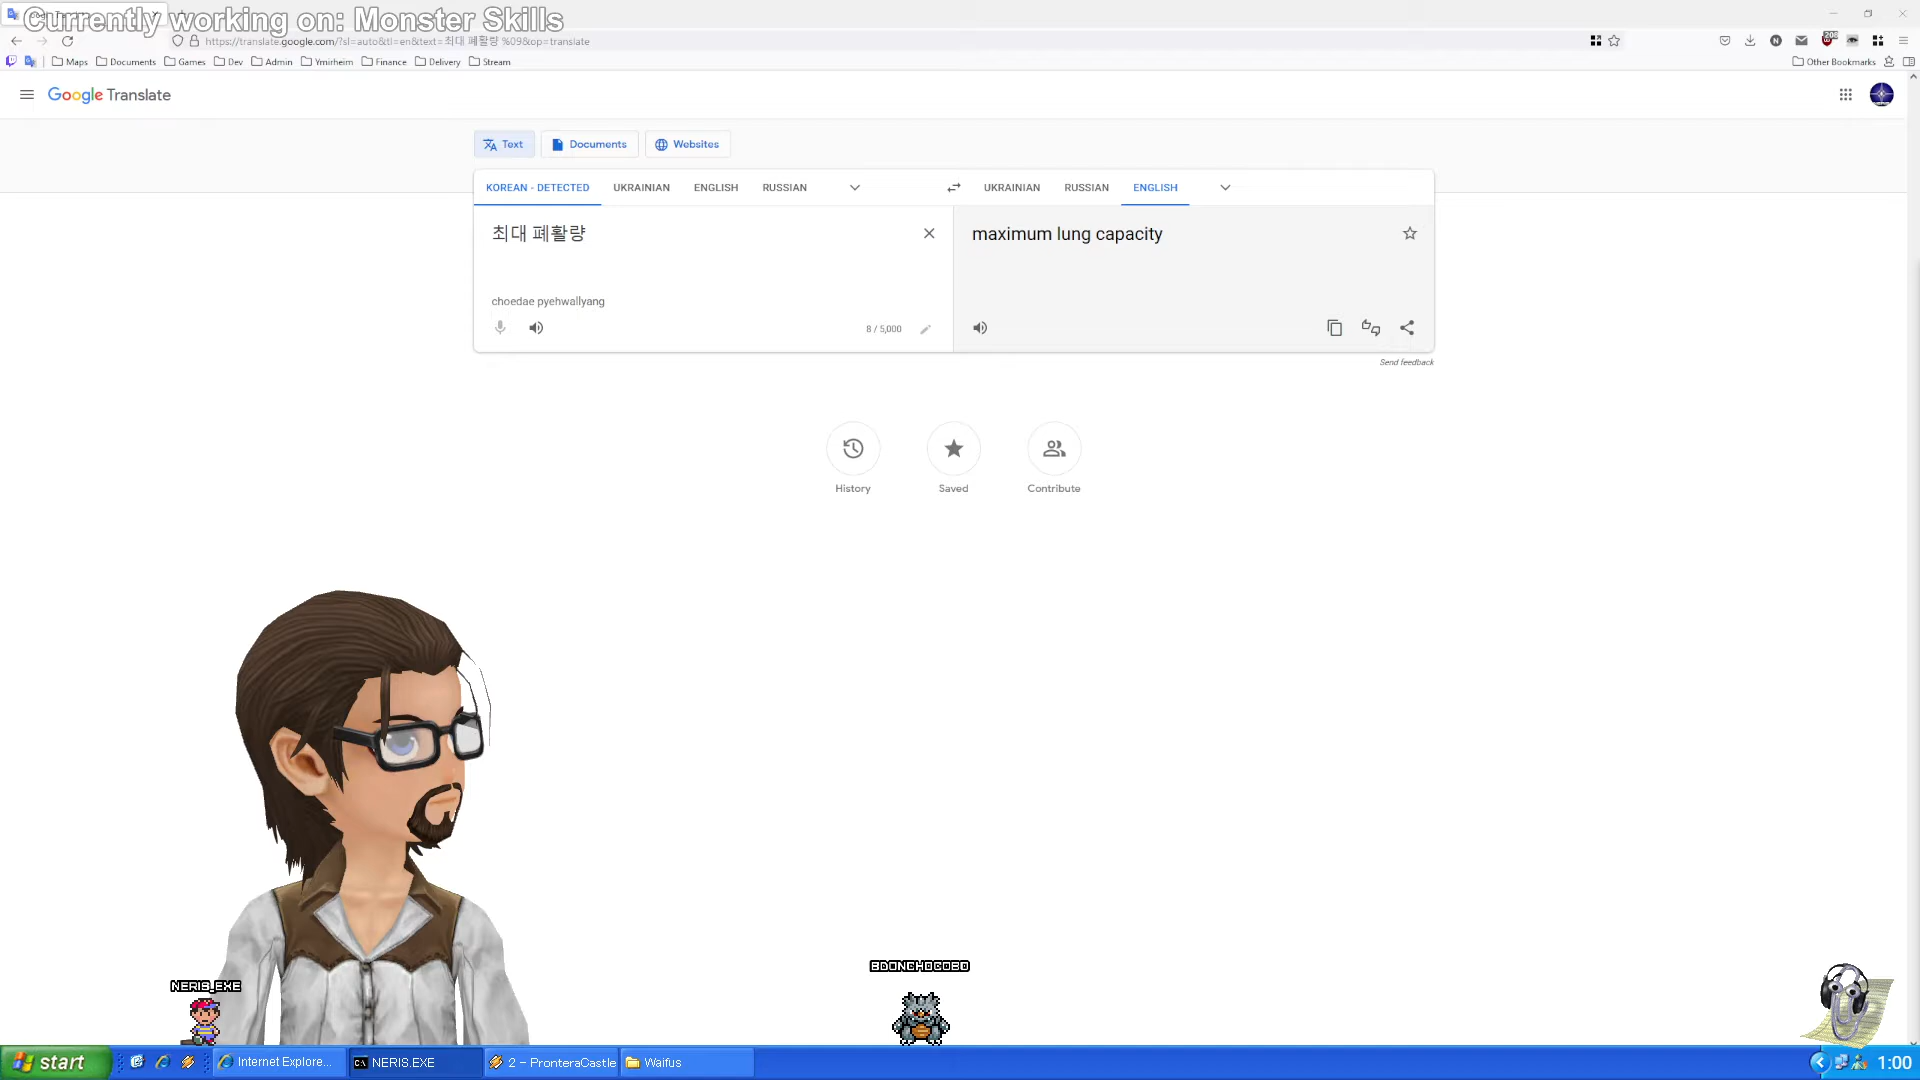 Currently working on: Monster Skills
https://translate.google.com/?sl=auto&tl=en&text=최대 폐활량 %09&op=translate
208
Maps Documents Games Dev Admin Ymirheim Finance Delivery Stream Other Bookmarks
Google Translate
Text Documents Websites
KOREAN - DETECTED UKRAINIAN ENGLISH RUSSIAN UKRAINIAN RUSSIAN ENGLISH
최대 폐활량
maximum lung capacity
choedae pyehwallyang
8 / 5,000
Send feedback
History Saved Contribute
BDONCHOCOBO
NERIS_EXE
start Internet Explore... NERIS.EXE 2 - PronteraCastle Waifus 1:00